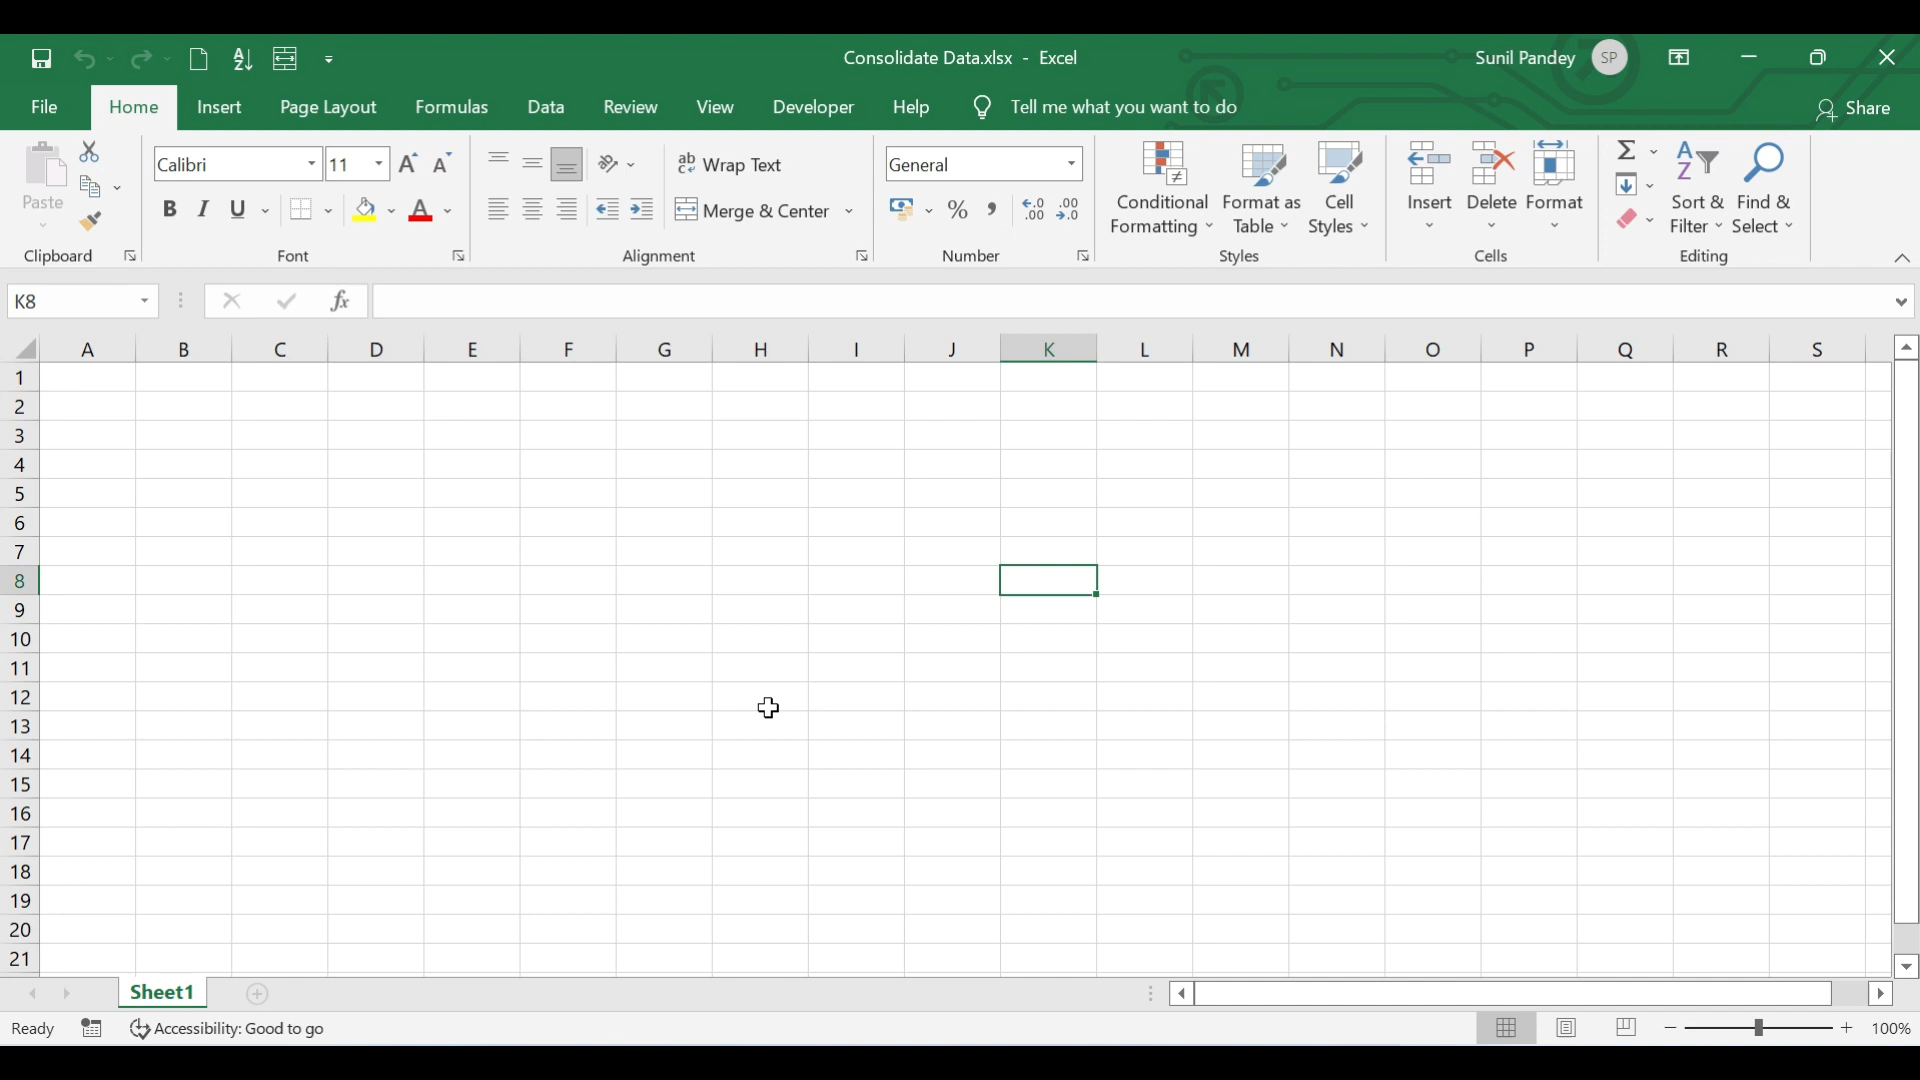 Consolidate Data.xlsx - Excel
Sunil Pandey SP
File Home Insert Page Layout Formulas Data Review View Developer Help Tell me what you want to do Share
Paste
Clipboard
Calibri 11
B I U A
Font
ab Wrap Text
Merge & Center
Alignment
General
% 
Number
Conditional Formatting
Format as Table
Cell Styles
Styles
Insert Delete Format
Cells
Sort & Filter
Find & Select
Editing
K8 fx
A B C D E F G H I J K L M N O P Q R S
1
2
3
4
5
6
7
8
9
10
11
12
13
14
15
16
17
18
19
20
21
Sheet1
Ready Accessibility: Good to go 100%